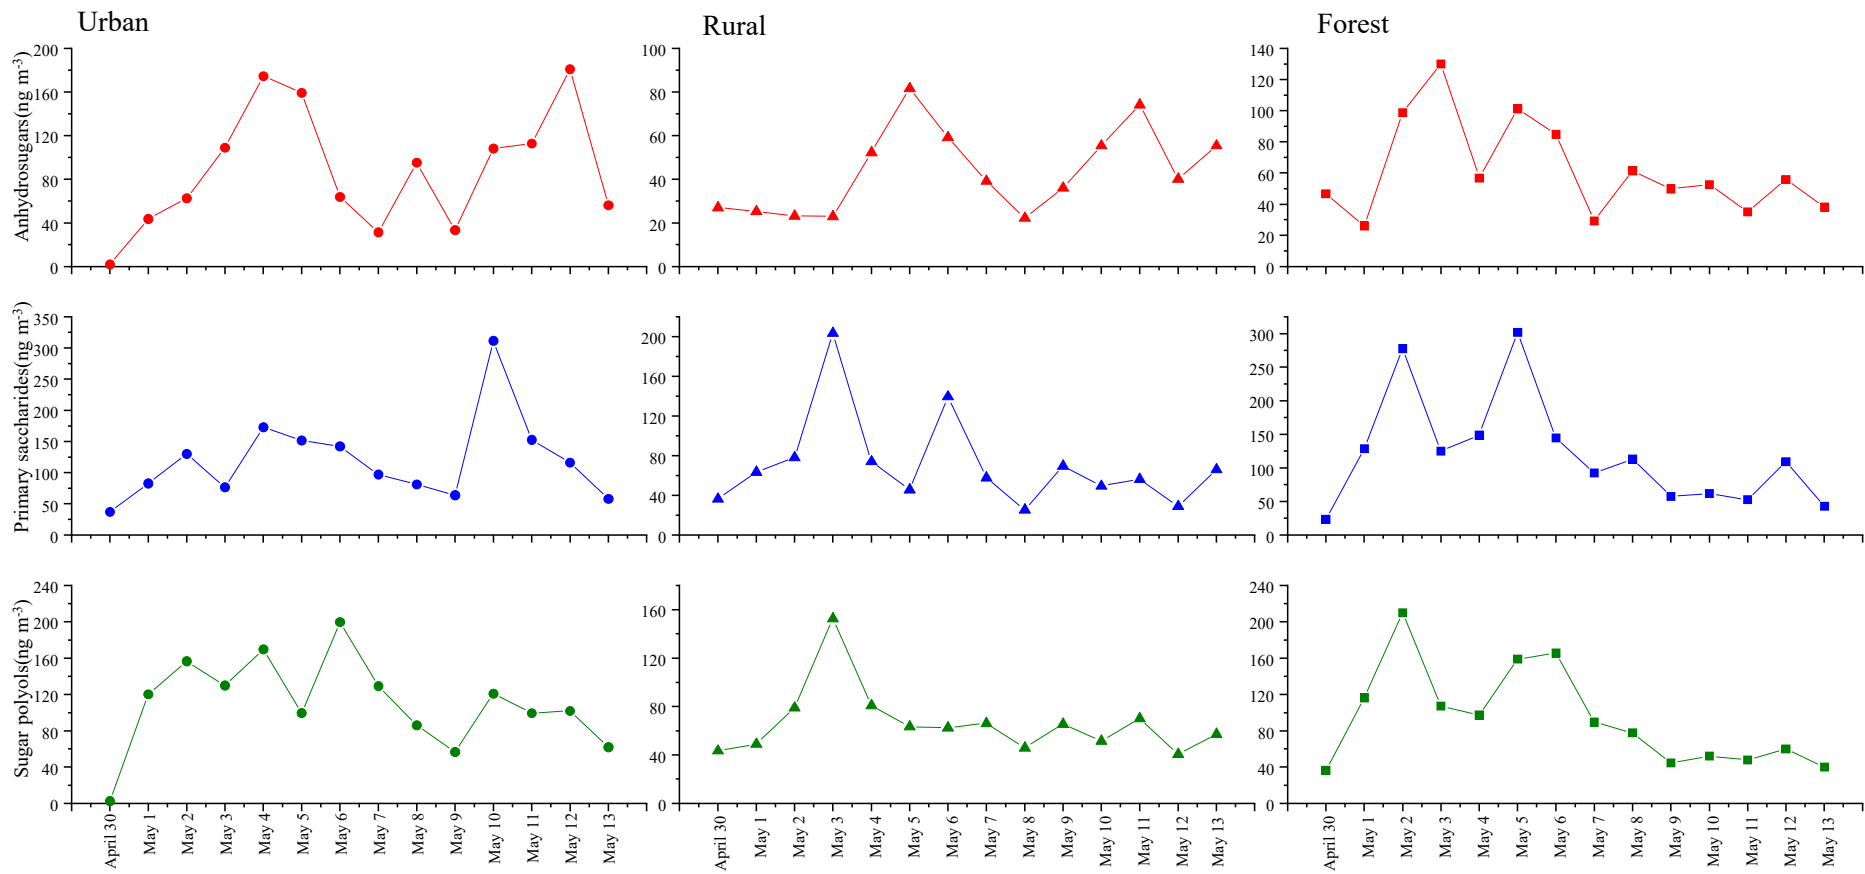 Urban
Rural
Forest
Anhydrosugars(ng m-3)
200
160
120
80
40
0
100
80
60
40
20
0
140
120
100
80
60
40
20
0
Primary saccharides(ng m-3)
350
300
250
200
150
100
50
0
200
160
120
80
40
0
300
250
200
150
100
50
0
Sugar polyols(ng m-3)
240
200
160
120
80
40
0
160
120
80
40
0
240
200
160
120
80
40
0
April 30
May 1
May 2
May 3
May 4
May 5
May 6
May 7
May 8
May 9
May 10
May 11
May 12
May 13
April 30
May 1
May 2
May 3
May 4
May 5
May 6
May 7
May 8
May 9
May 10
May 11
May 12
May 13
April 30
May 1
May 2
May 3
May 4
May 5
May 6
May 7
May 8
May 9
May 10
May 11
May 12
May 13